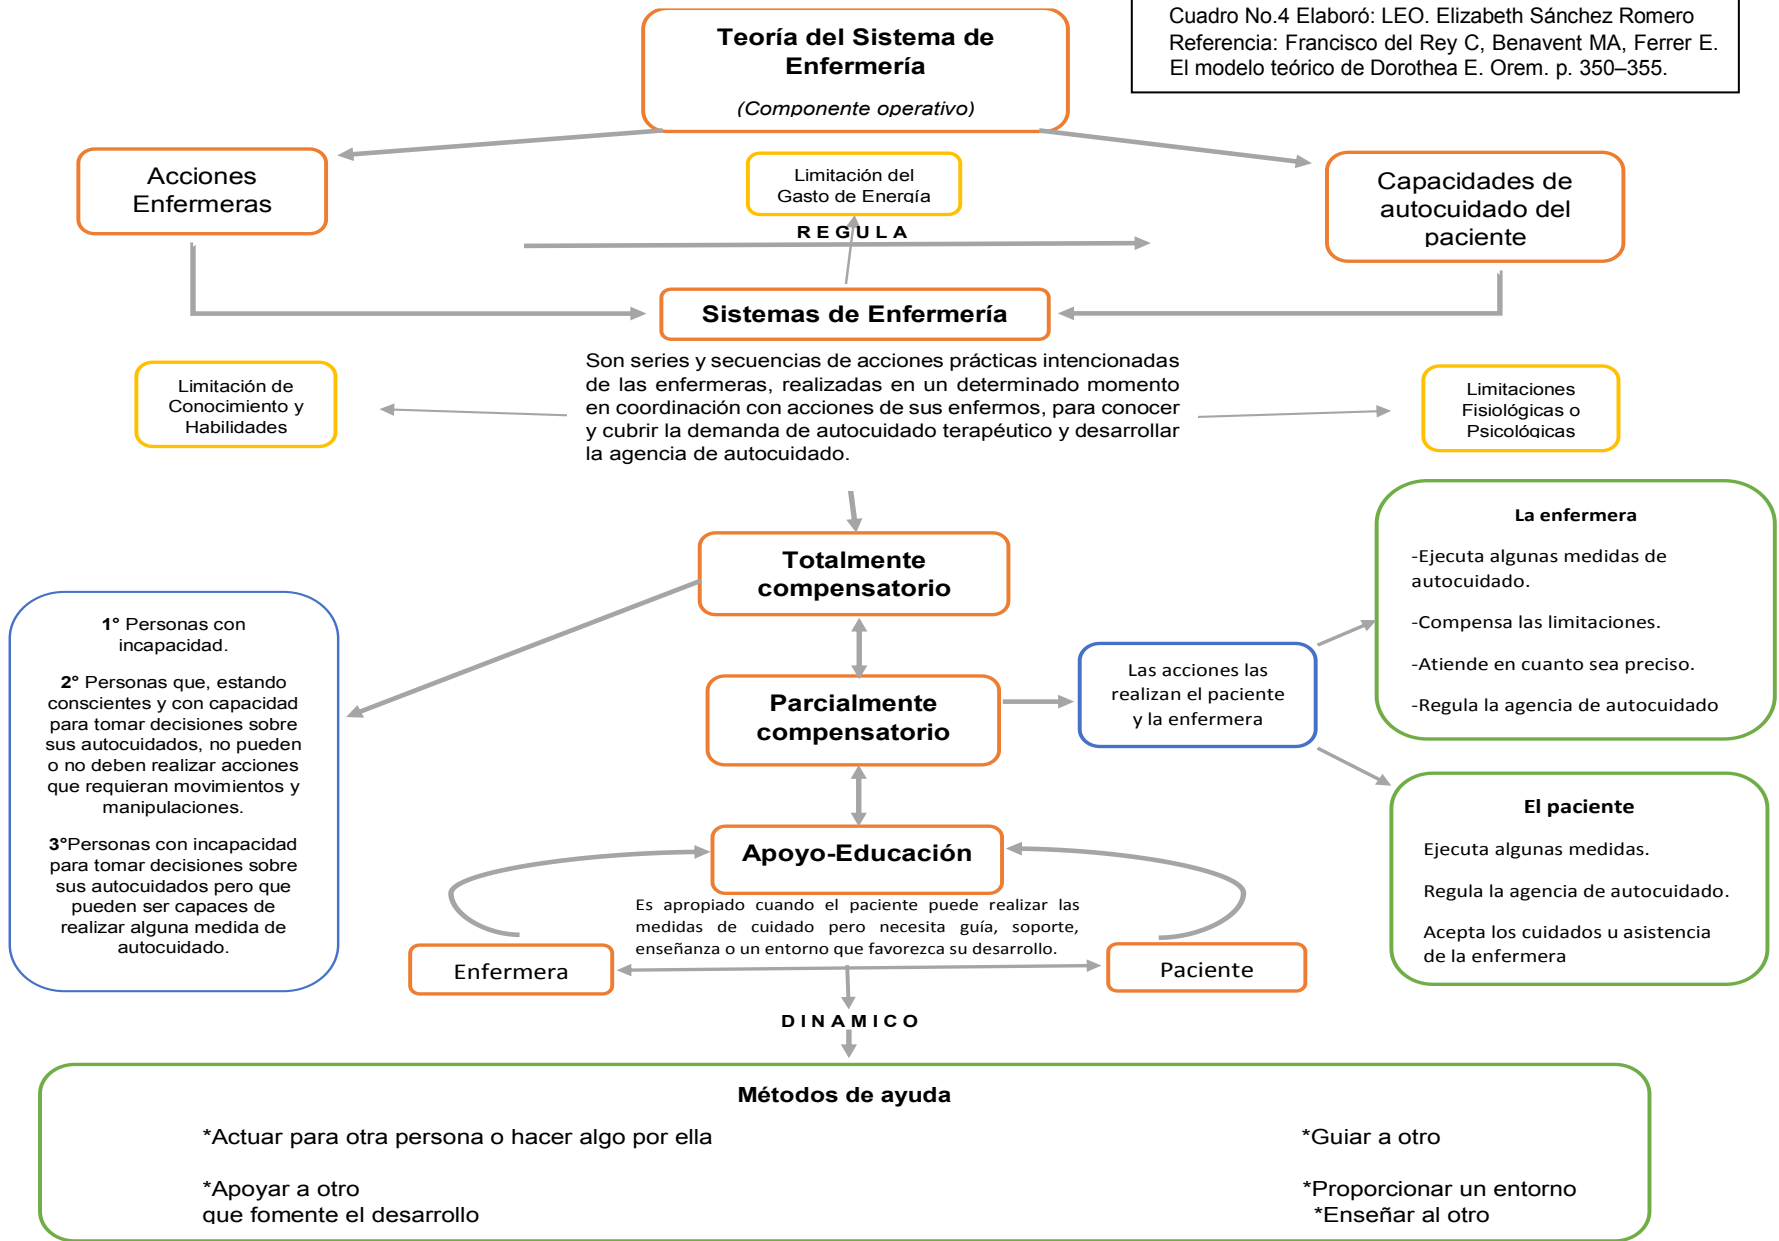 Cuadro No.4 Elaboró: LEO. Elizabeth Sánchez Romero
Referencia: Francisco del Rey C, Benavent MA, Ferrer E.
El modelo teórico de Dorothea E. Orem. p. 350–355.
Teoría del Sistema de
Enfermería
(Componente operativo)
Acciones
Enfermeras
Limitación del
Gasto de Energía
Capacidades de
autocuidado del
paciente
REGULA
Sistemas de Enfermería
Son series y secuencias de acciones prácticas intencionadas
de las enfermeras, realizadas en un determinado momento
en coordinación con acciones de sus enfermos, para conocer
y cubrir la demanda de autocuidado terapéutico y desarrollar
la agencia de autocuidado.
Limitación de
Conocimiento y
Habilidades
Limitaciones
Fisiológicas o
Psicológicas
Totalmente
compensatorio
1° Personas con
incapacidad.
2° Personas que, estando
conscientes y con capacidad
para tomar decisiones sobre
sus autocuidados, no pueden
o no deben realizar acciones
que requieran movimientos y
manipulaciones.
3°Personas con incapacidad
para tomar decisiones sobre
sus autocuidados pero que
pueden ser capaces de
realizar alguna medida de
autocuidado.
Parcialmente
compensatorio
Las acciones las
realizan el paciente
y la enfermera
La enfermera
-Ejecuta algunas medidas de
autocuidado.
-Compensa las limitaciones.
-Atiende en cuanto sea preciso.
-Regula la agencia de autocuidado
El paciente
Ejecuta algunas medidas.
Regula la agencia de autocuidado.
Acepta los cuidados u asistencia
de la enfermera
Apoyo-Educación
Es apropiado cuando el paciente puede realizar las
medidas de cuidado pero necesita guía, soporte,
enseñanza o un entorno que favorezca su desarrollo.
Enfermera
Paciente
DINAMICO
Métodos de ayuda
*Actuar para otra persona o hacer algo por ella
*Guiar a otro
*Apoyar a otro
*Proporcionar un entorno
que fomente el desarrollo
*Enseñar al otro